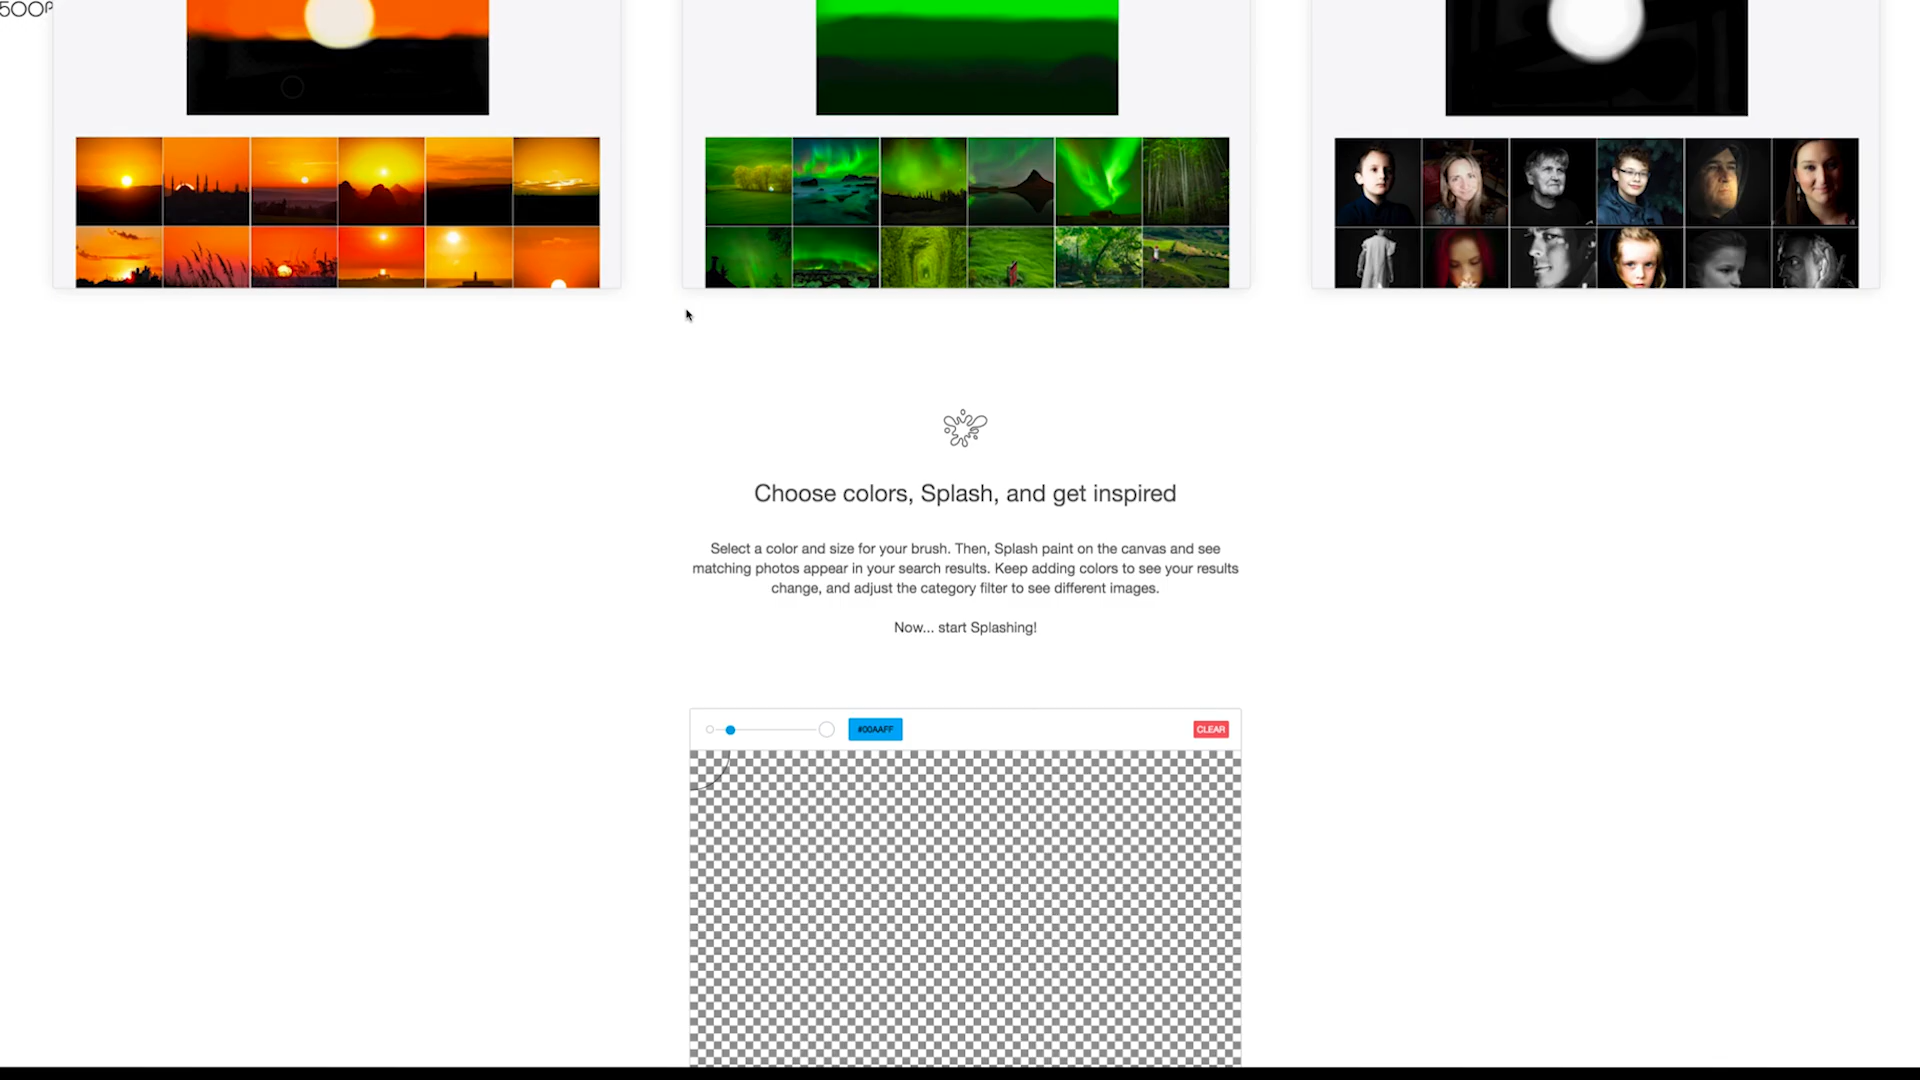 500p
Choose colors, Splash, and get inspired
Select a color and size for your brush. Then, Splash paint on the canvas and see
matching photos appear in your search results. Keep adding colors to see your results
change, and adjust the category filter to see different images.
Now... start Splashing!
#00AAFF
CLEAR